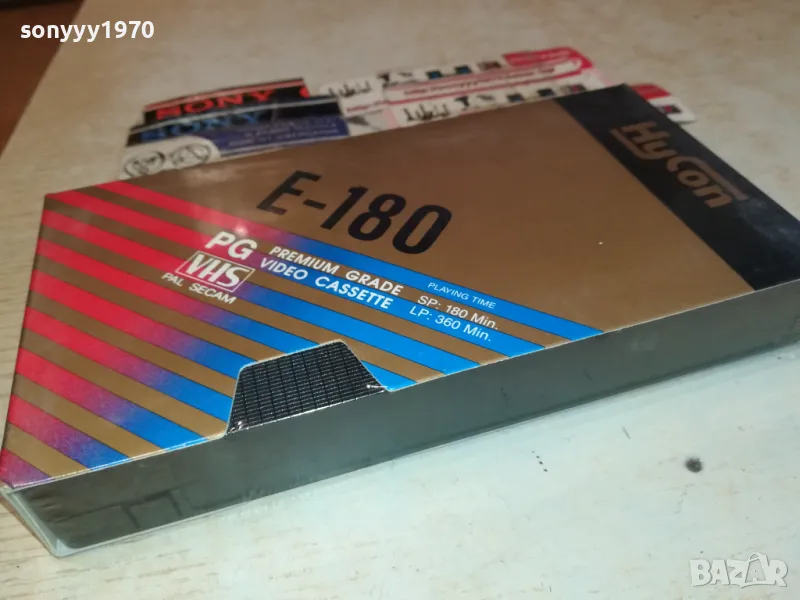 sonyyy1970
SONY
SONY
HyCon
E-180
PG PREMIUM GRADE
VHS VIDEO CASSETTE
PAL SECAM
PLAYING TIME
SP: 180 Min.
LP: 360 Min.
BAZAR